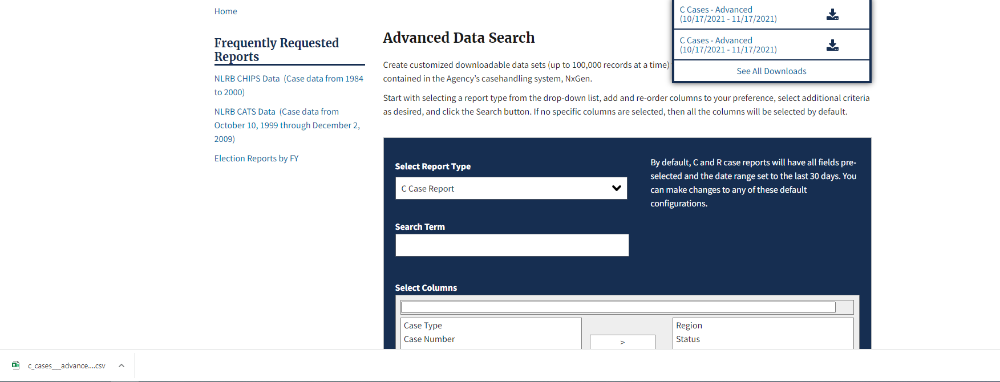 Home
Frequently Requested
Reports
NLRB CHIPS Data (Case data from 1984
to 2000)
NLRB CATS Data (Case data from
October 10, 1999 through December 2,
2009)
Election Reports by FY
C Cases - Advanced
(10/17/2021 - 11/17/2021)
C Cases - Advanced
(10/17/2021 - 11/17/2021)
See All Downloads
Advanced Data Search
Create customized downloadable data sets (up to 100,000 records at a time)
contained in the Agency’s casehandling system, NxGen.
Start with selecting a report type from the drop-down list, add and re-order columns to your preference, select additional criteria
as desired, and click the Search button. If no specific columns are selected, then all the columns will be selected by default.
Select Report Type
C Case Report
By default, C and R case reports will have all fields pre-
selected and the date range set to the last 30 days. You
can make changes to any of these default
configurations.
Search Term
Select Columns
Case Type
Case Number
>
Region
Status
c_cases___advance....csv